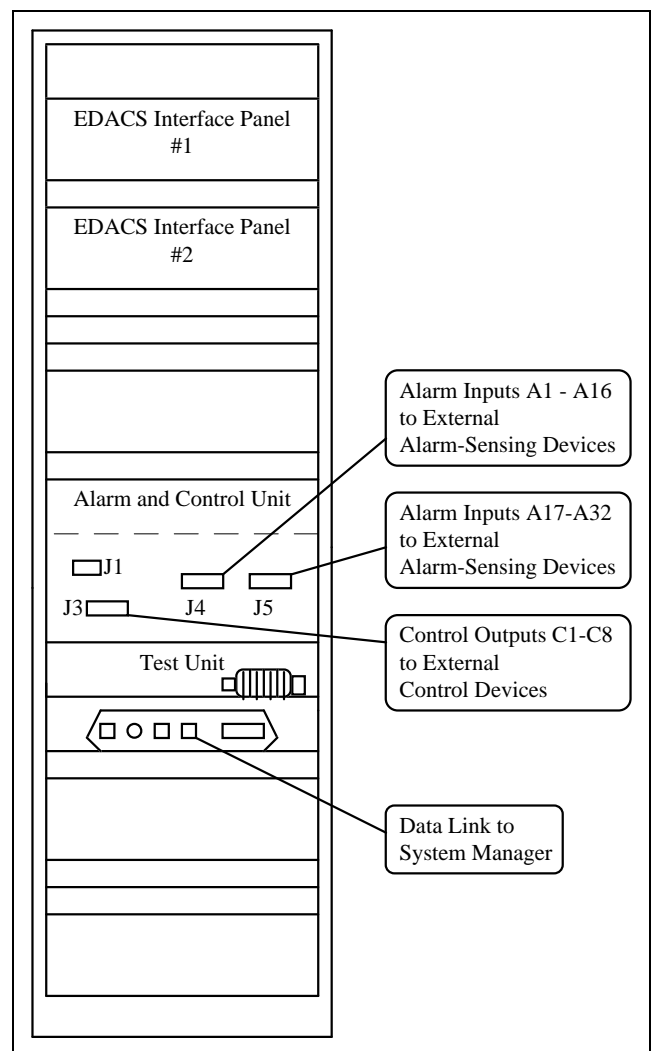 EDACS Interface Panel
#1
EDACS Interface Panel
#2
Alarm Inputs A1 - A16
to External
Alarm-Sensing Devices
Alarm and Control Unit
Alarm Inputs A17-A32
to External
Alarm-Sensing Devices
J1
J3
J4
J5
Control Outputs C1-C8
to External
Control Devices
Test Unit
Data Link to
System Manager